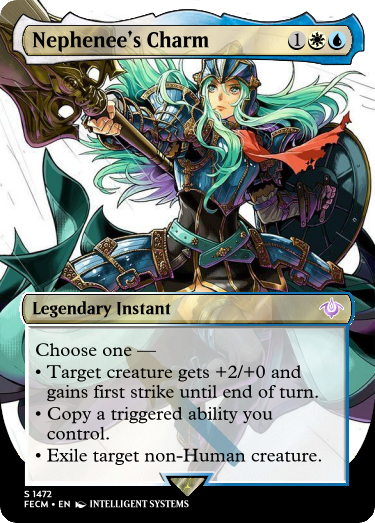 Nephenee's Charm 1
Legendary Instant
Choose one —
• Target creature gets +2/+0 and
gains first strike until end of turn.
• Copy a triggered ability you
control.
• Exile target non-Human creature.
S 1472
FECM • EN INTELLIGENT SYSTEMS